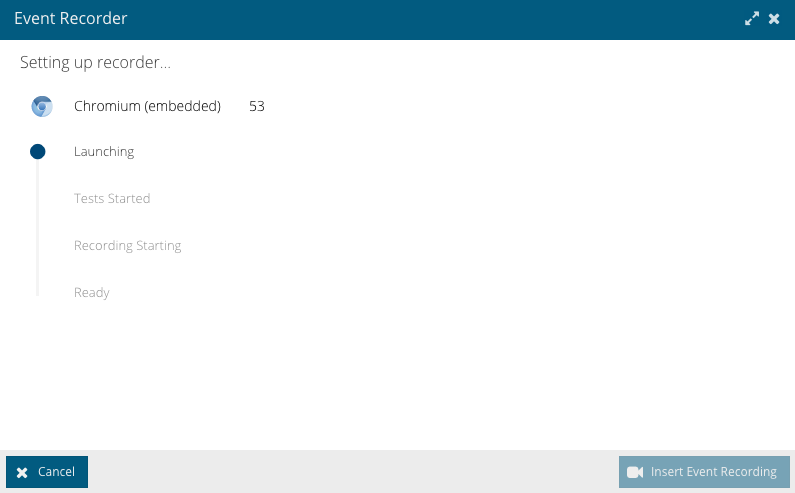 Event Recorder
Setting up recorder...
Chromium (embedded) 53
Launching
Tests Started
Recording Starting
Ready
Cancel
Insert Event Recording